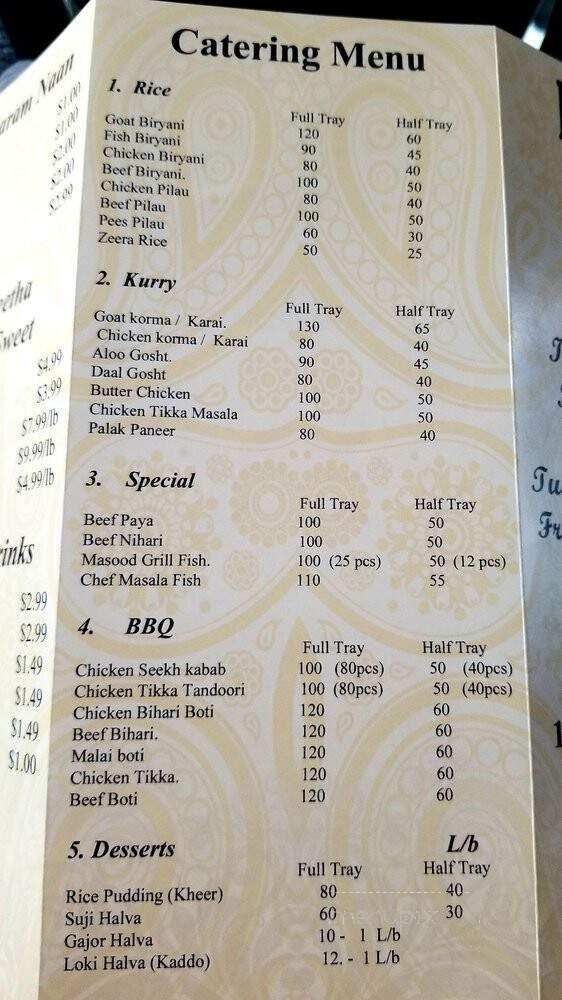 Catering Menu
1. Rice
Full Tray Half Tray
Goat Biryani 120 60
Fish Biryani 90 45
Chicken Biryani 80 40
Beef Biryani. 100 50
Chicken Pilau 80 40
Beef Pilau 100 50
Pees Pilau 60 30
Zeera Rice 50 25
2. Kurry
Full Tray Half Tray
Goat korma / Karai. 130 65
Chicken korma / Karai 80 40
Aloo Gosht. 90 45
Daal Gosht 80 40
Butter Chicken 100 50
Chicken Tikka Masala 100 50
Palak Paneer 80 40
3. Special
Full Tray Half Tray
Beef Paya 100 50
Beef Nihari 100 50
Masood Grill Fish. 100 (25 pcs) 50 (12 pcs)
Chef Masala Fish 110 55
4. BBQ
Full Tray Half Tray
Chicken Seekh kabab 100 (80pcs) 50 (40pcs)
Chicken Tikka Tandoori 100 (80pcs) 50 (40pcs)
Chicken Bihari Boti 120 60
Beef Bihari. 120 60
Malai boti 120 60
Chicken Tikka. 120 60
Beef Boti 120 60
5. Desserts L/b
Full Tray Half Tray
Rice Pudding (Kheer) 80 40
Suji Halva 60 30
Gajor Halva 10 - 1 L/b
Loki Halva (Kaddo) 12. - 1 L/b
Naan
$1.00
$1.00
$2.00
$2.00
$2.99
Sweet
$4.99
$3.99
$7.99/lb
$9.99/lb
$4.99/lb
$2.99
$2.99
$1.49
$1.49
$1.49
$1.00